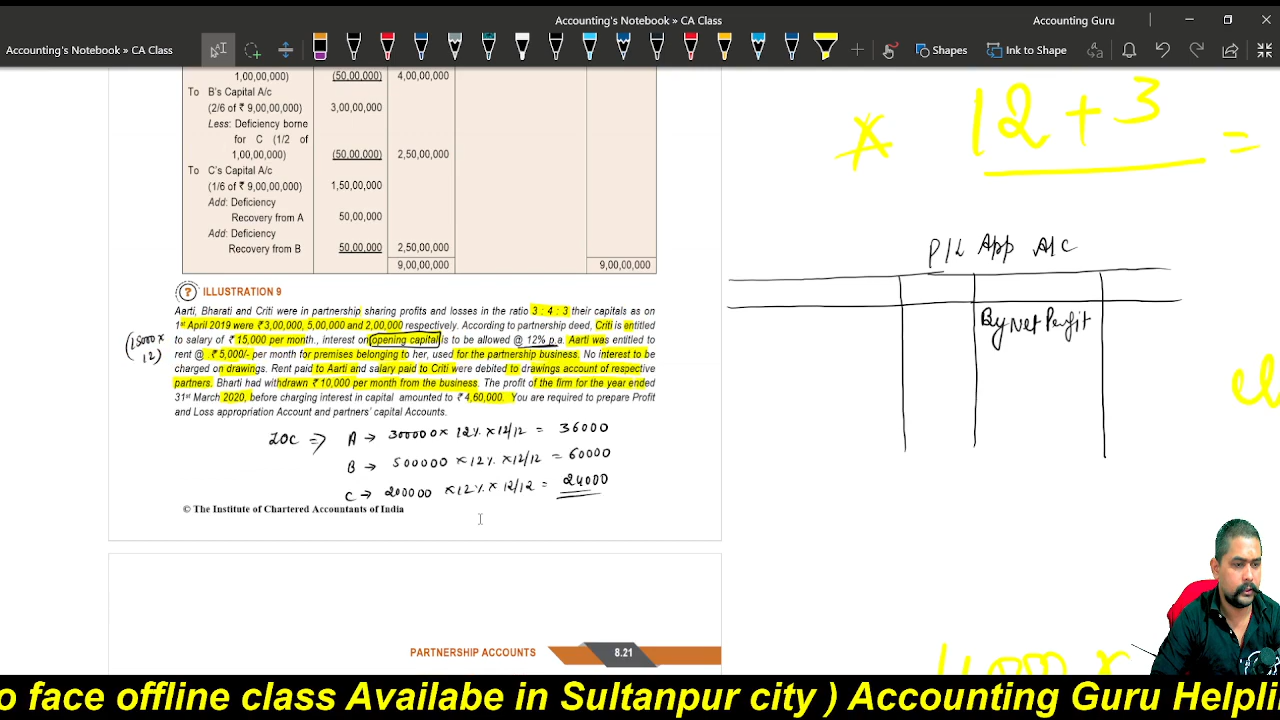 Accounting's Notebook » CA Class
Accounting Guru
Accounting's Notebook » CA Class
Shapes
Ink to Shape
1,00,00,000) (50,00,000) 4,00,00,000
To B's Capital A/c
(2/6 of ₹ 9,00,00,000) 3,00,00,000
Less: Deficiency borne
for C (1/2 of
1,00,00,000) (50,00,000) 2,50,00,000
To C's Capital A/c
(1/6 of ₹ 9,00,00,000) 1,50,00,000
Add: Deficiency
Recovery from A 50,00,000
Add: Deficiency
Recovery from B 50,00,000 2,50,00,000
9,00,00,000 9,00,00,000
ILLUSTRATION 9
Aarti, Bharati and Criti were in partnership sharing profits and losses in the ratio 3 : 4 : 3 their capitals as on
1st April 2019 were ₹ 3,00,000, 5,00,000 and 2,00,000 respectively. According to partnership deed, Criti is entitled
to salary of ₹ 15,000 per month., interest on opening capital is to be allowed @ 12% p.a. Aarti was entitled to
rent @ . ₹ 5,000/- per month for premises belonging to her, used for the partnership business. No interest to be
charged on drawings. Rent paid to Aarti and salary paid to Criti were debited to drawings account of respective
partners. Bharti had withdrawn ₹ 10,000 per month from the business. The profit of the firm for the year ended
31st March 2020, before charging interest in capital amounted to ₹ 4,60,000. You are required to prepare Profit
and Loss appropriation Account and partners' capital Accounts.
(15000×
12)
IOC ⇒ A → 300000× 12% ×12/12 = 36000
B → 500000 ×12% ×12/12 = 60000
C → 200000 ×12% × 12/12 = 24000
© The Institute of Chartered Accountants of India
PARTNERSHIP ACCOUNTS 8.21
12 + 3 =
P/L App A/C
By Net Profit
o face offline class Availabe in Sultanpur city ) Accounting Guru Helpli